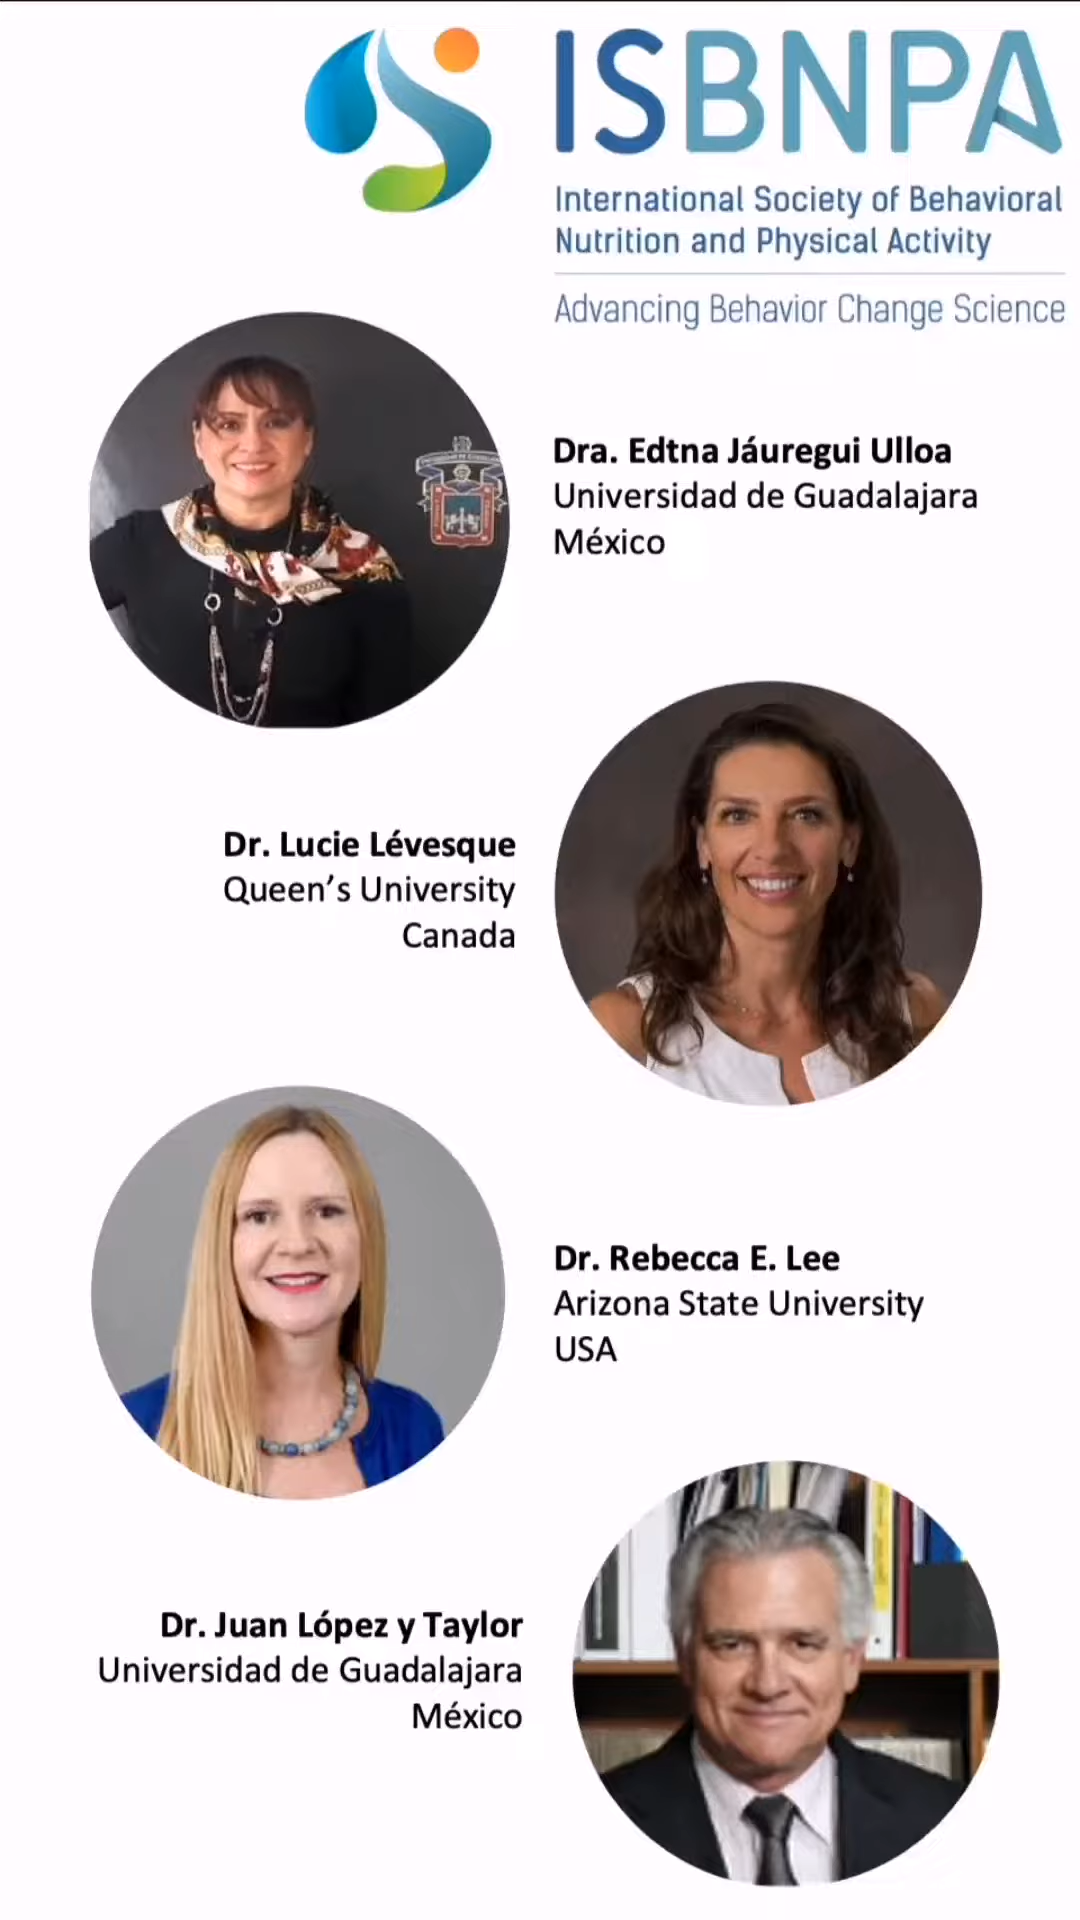 ISBNPA
International Society of Behavioral
Nutrition and Physical Activity
Advancing Behavior Change Science
Dra. Edtna Jáuregui Ulloa
Universidad de Guadalajara
México
Dr. Lucie Lévesque
Queen’s University
Canada
Dr. Rebecca E. Lee
Arizona State University
USA
Dr. Juan López y Taylor
Universidad de Guadalajara
México